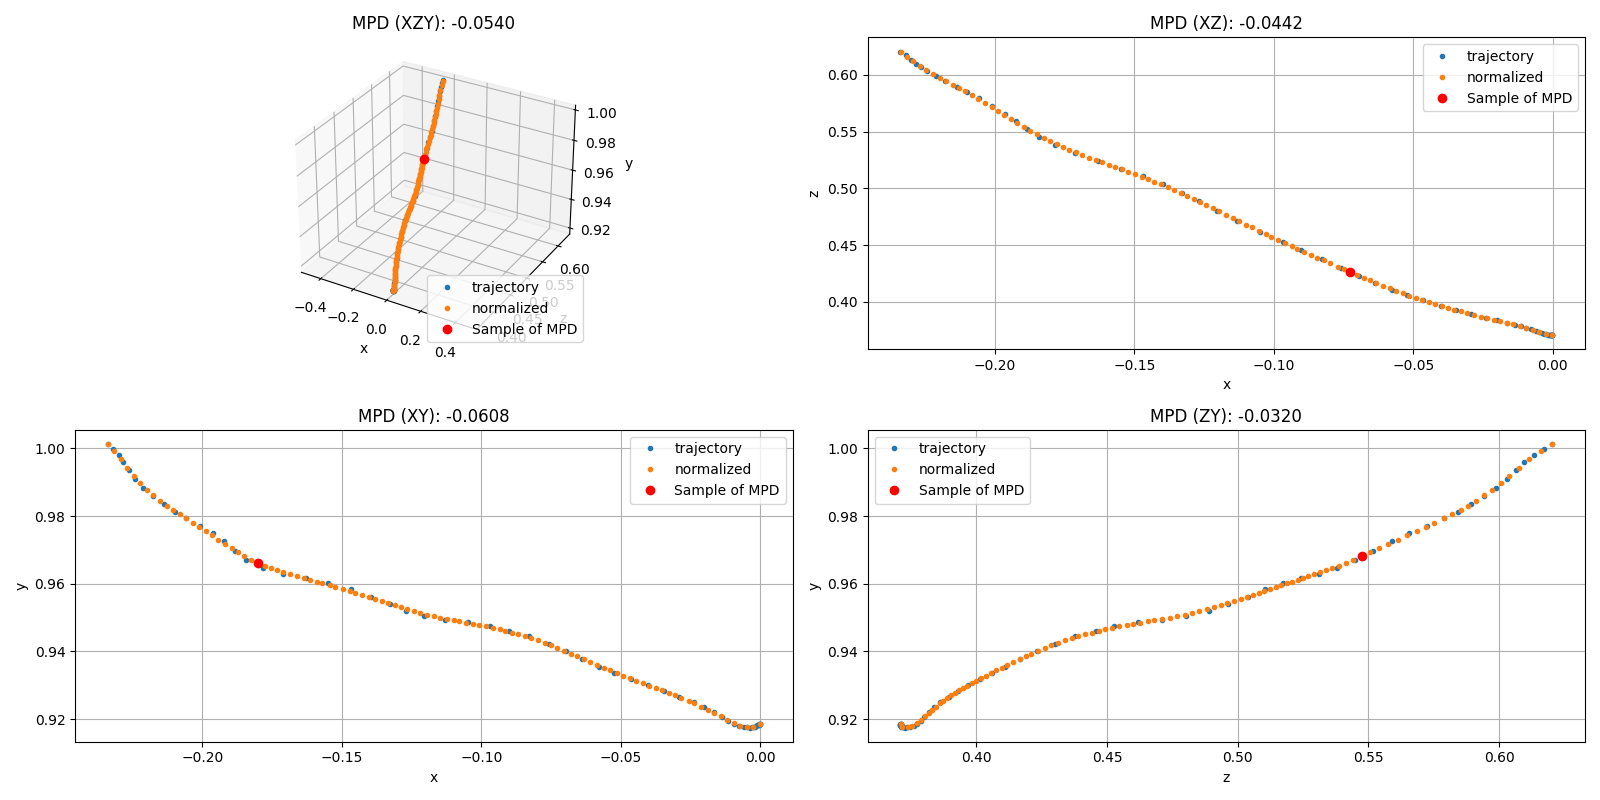 MPD (XZY): -0.0540
1.00
0.98
0.96
0.94
0.92
y
0.60
0.55
0.50
0.45
0.40
z
−0.4
−0.2
0.0
0.2
0.4
x
trajectory
normalized
Sample of MPD
MPD (XZ): -0.0442
trajectory
normalized
Sample of MPD
0.60
0.55
0.50
0.45
0.40
z
−0.20
−0.15
−0.10
−0.05
0.00
x
MPD (XY): -0.0608
trajectory
normalized
Sample of MPD
1.00
0.98
0.96
0.94
0.92
y
−0.20
−0.15
−0.10
−0.05
0.00
x
MPD (ZY): -0.0320
trajectory
normalized
Sample of MPD
1.00
0.98
0.96
0.94
0.92
y
0.40
0.45
0.50
0.55
0.60
z